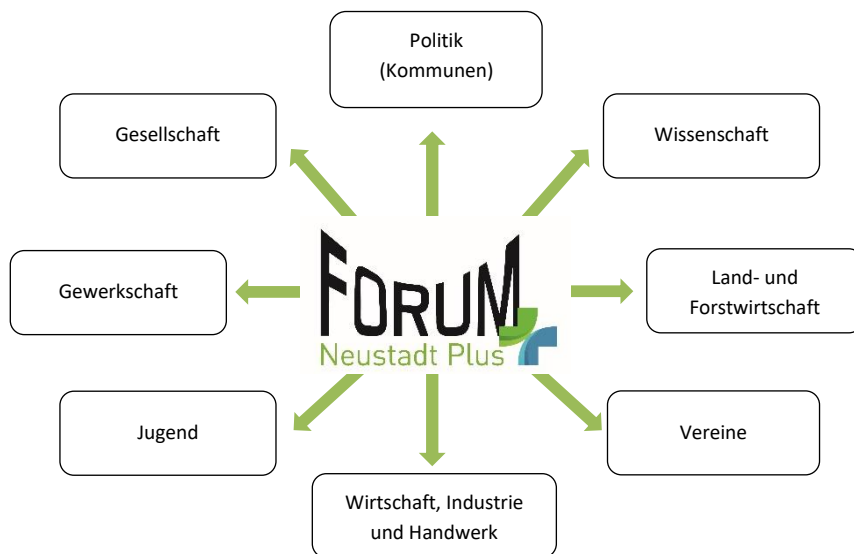 Politik
(Kommunen)
Gesellschaft
Wissenschaft
Gewerkschaft
FORUM
Neustadt Plus
Land- und
Forstwirtschaft
Jugend
Vereine
Wirtschaft, Industrie
und Handwerk